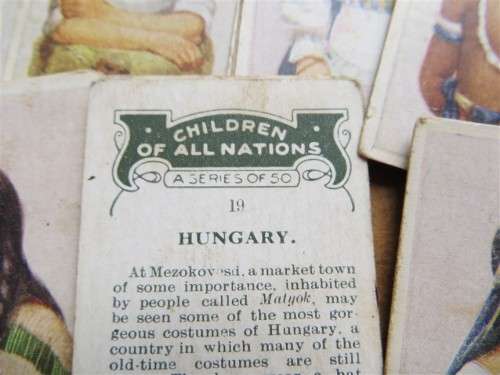 CHILDREN
OF ALL NATIONS
A SERIES OF 50
19
HUNGARY.
At a market town
of some importance, inhabited
by people called Matyok, may
be seen some of the most gor-
geous costumes of Hungary, a
country in which many of the
old-time costumes are still
a hat